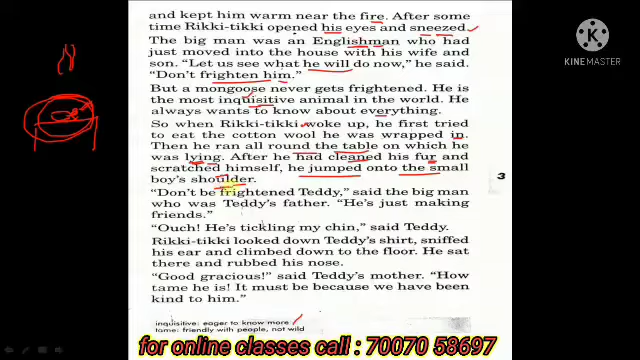 and kept him warm near the fire. After some
time Rikki-tikki opened his eyes and sneezed.
The big man was an Englishman who had
just moved into the house with his wife and
son. "Let us see what he will do now," he said.
"Don't frighten him."
But a mongoose never gets frightened. He is
the most inquisitive animal in the world. He
always wants to know about everything.
So when Rikki-tikki woke up, he first tried
to eat the cotton wool he was wrapped in.
Then he ran all round the table on which he
was lying. After he had cleaned his fur and
scratched himself, he jumped onto the small
boy's shoulder.
"Don't be frightened Teddy," said the big man
who was Teddy's father. "He's just making
friends."
"Ouch! He's tickling my chin," said Teddy.
Rikki-tikki looked down Teddy's shirt, sniffed
his ear and climbed down to the floor. He sat
there and rubbed his nose.
"Good gracious!" said Teddy's mother. "How
tame he is! It must be because we have been
kind to him."
3
inquisitive: eager to know more
tame: friendly with people, not wild
for online classes call : 70070 58697
Made with
KINEMASTER